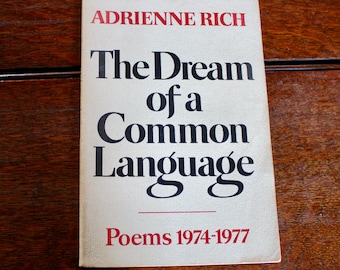 ADRIENNE RICH
The Dream
of a
Common
Language
Poems 1974-1977